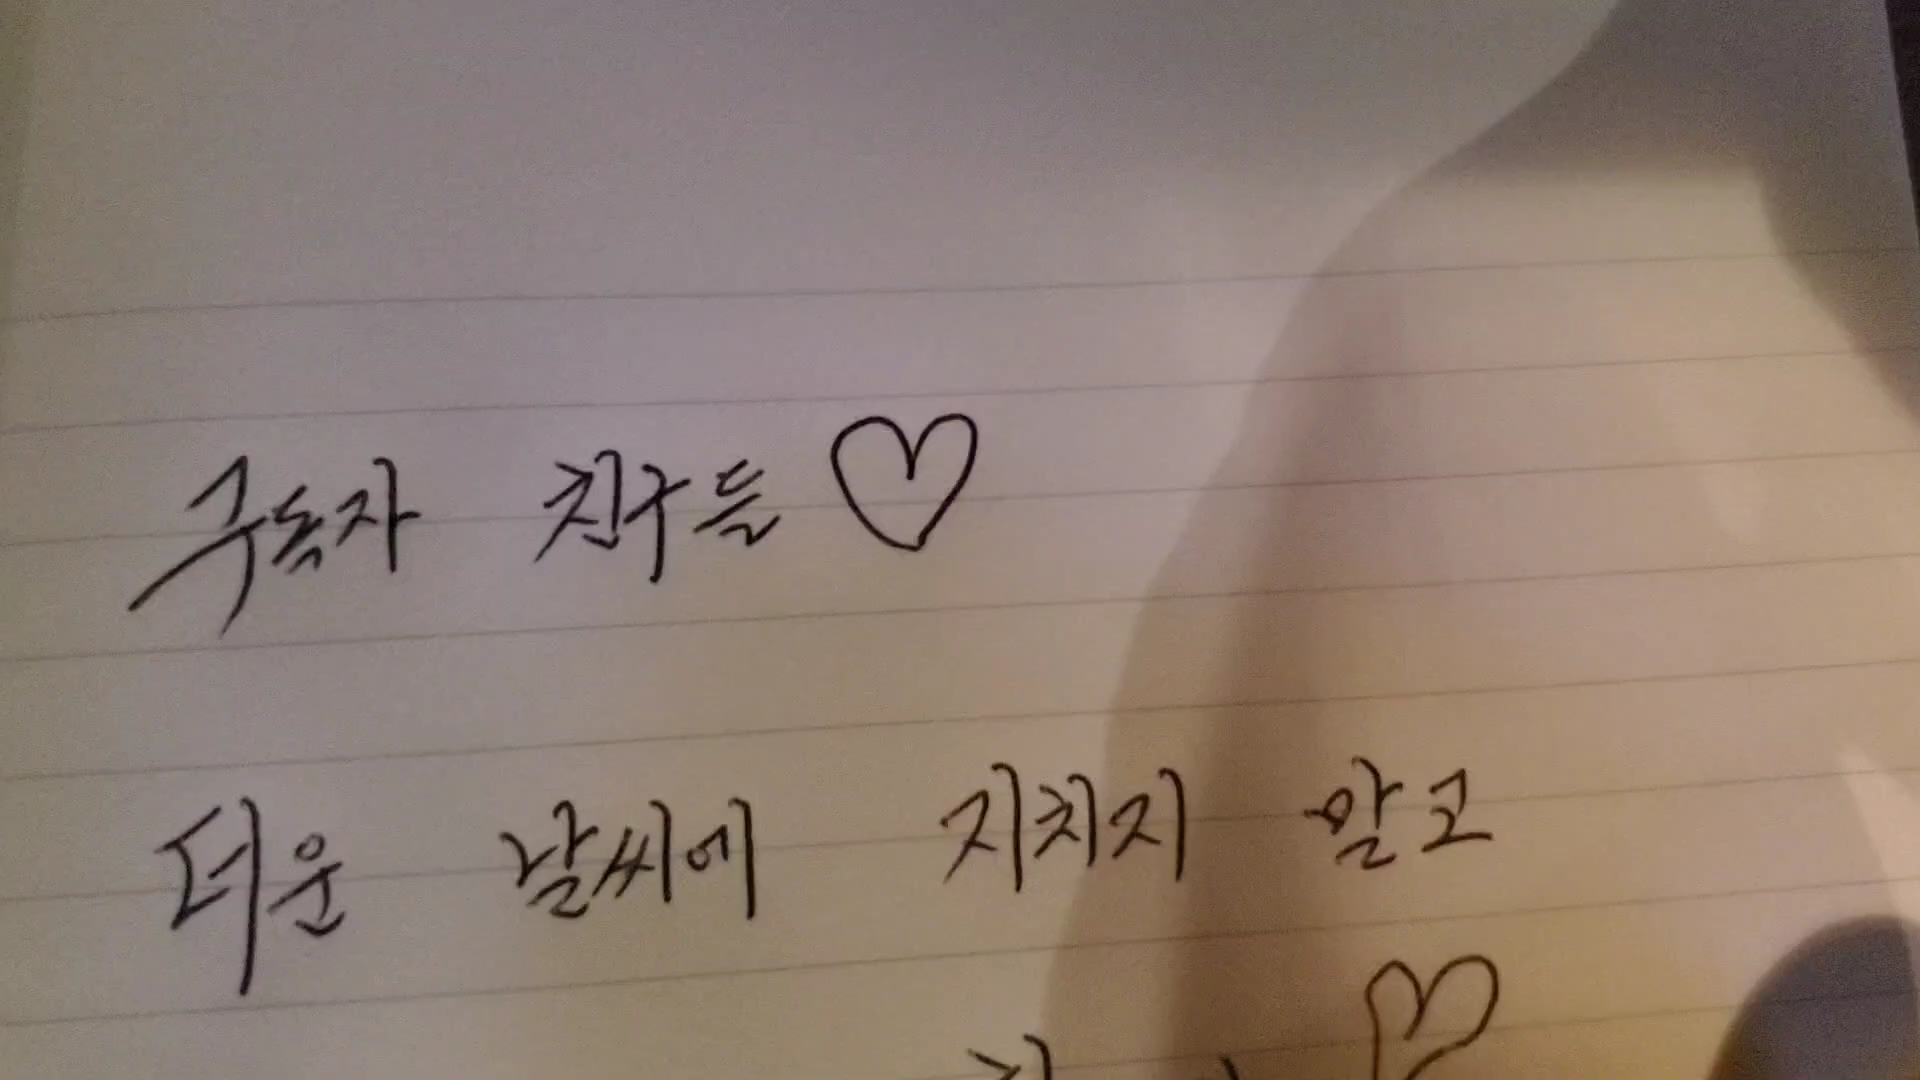 구독자 친구들♡
더운 날씨에 지치지 말고